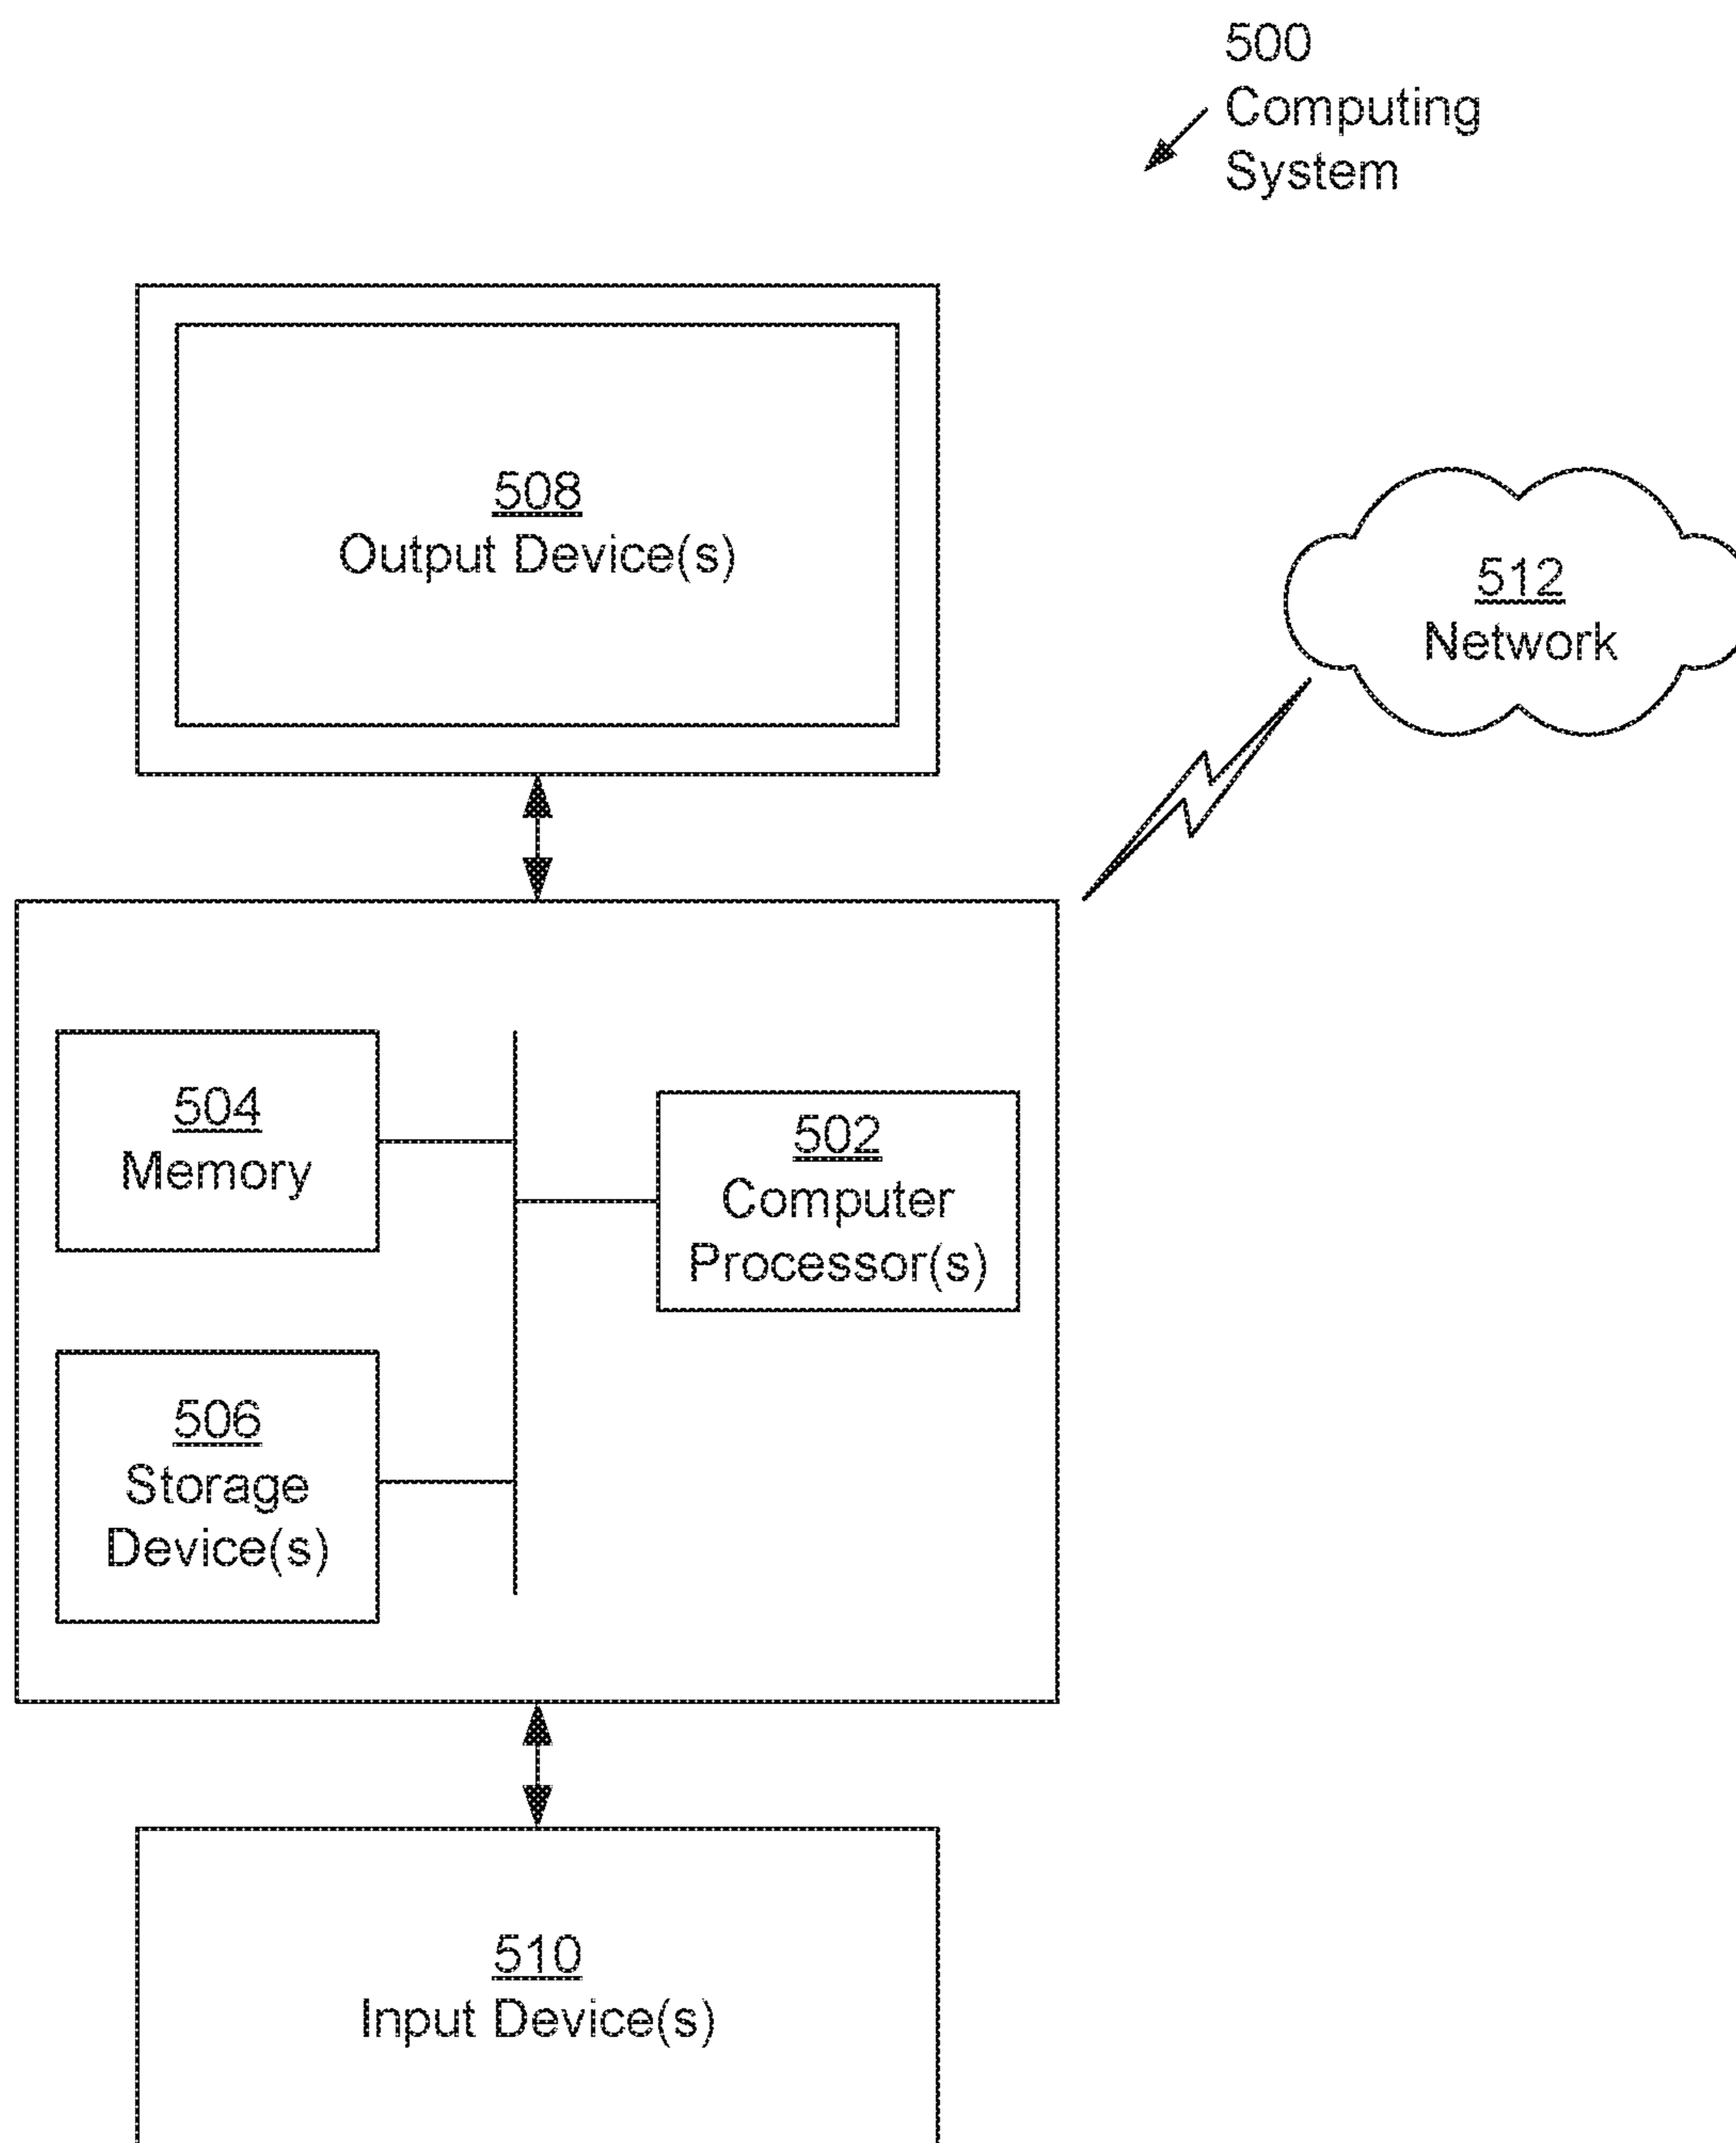 500
Computing
System
508
Output Device(s)
512
Network
504
Memory
502
Computer
Processor(s)
506
Storage
Device(s)
510
Input Device(s)